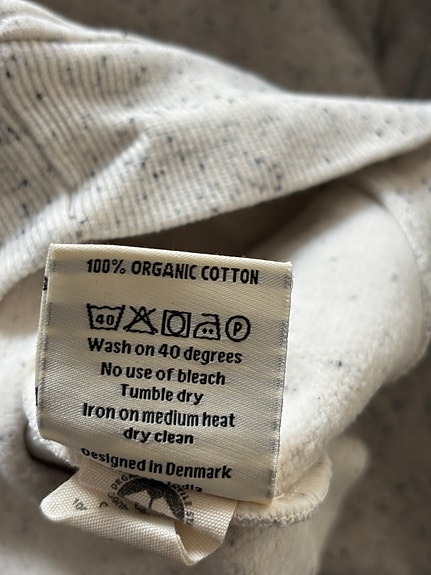 100% ORGANIC COTTON
40 P
Wash on 40 degrees
No use of bleach
Tumble dry
Iron on medium heat
dry clean
Designed in Denmark